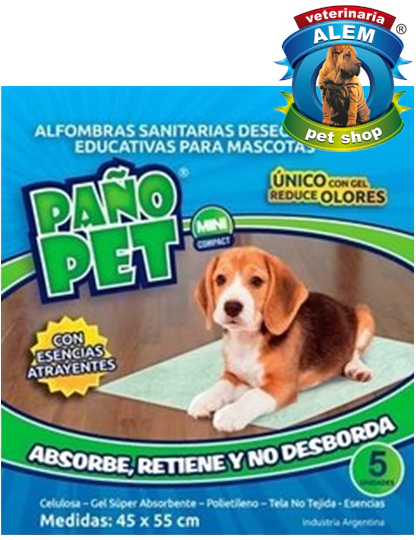 veterinaria
ALEM ®
pet shop
ALFOMBRAS SANITARIAS
EDUCATIVAS PARA MASCOTAS
PAÑO
PET ®
MINI
COMPACT
ÚNICO CON GEL
REDUCE OLORES
CON
ESENCIAS
ATRAYENTES
ABSORBE, RETIENE Y NO DESBORDA
5
UNIDADES
Celulosa – Gel Súper Absorbente – Polietileno – Tela No Tejida - Esencias
Medidas: 45 x 55 cm
Industria Argentina